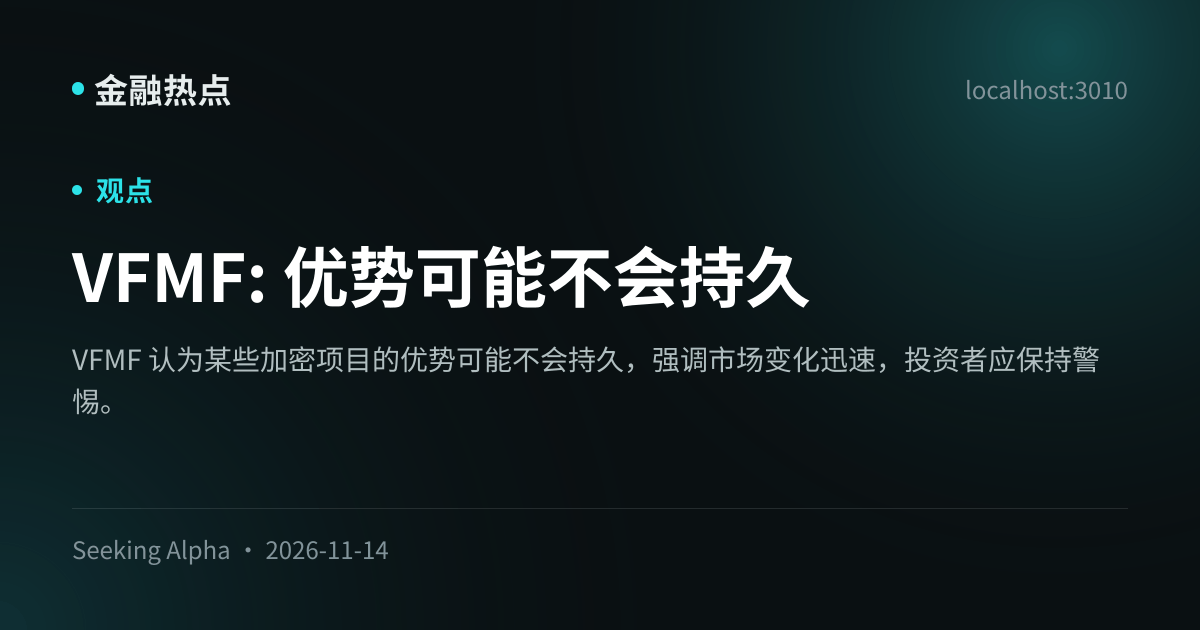 金融热点
localhost:3010
观点
VFMF: 优势可能不会持久
VFMF 认为某些加密项目的优势可能不会持久，强调市场变化迅速，投资者应保持警
惕。
Seeking Alpha · 2026-11-14